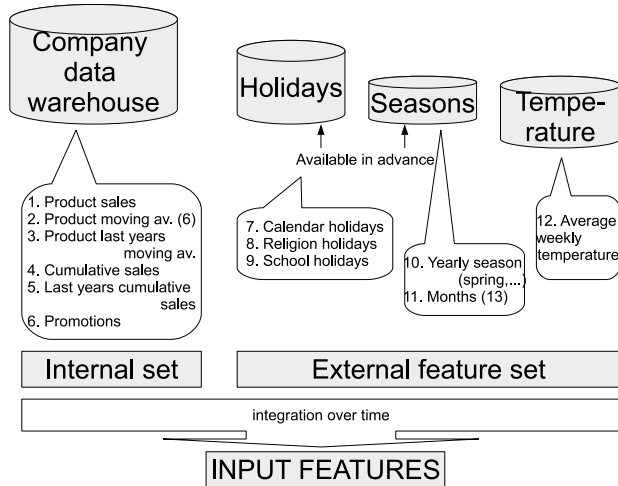 Company
data
warehouse
Holidays
Seasons
Tempe-
rature
Available in advance
1. Product sales
2. Product moving av. (6)
3. Product last years
moving av.
4. Cumulative sales
5. Last years cumulative
sales
6. Promotions
7. Calendar holidays
8. Religion holidays
9. School holidays
10. Yearly season
(spring,...)
11. Months (13)
12. Average
weekly
temperature
Internal set
External feature set
integration over time
INPUT FEATURES